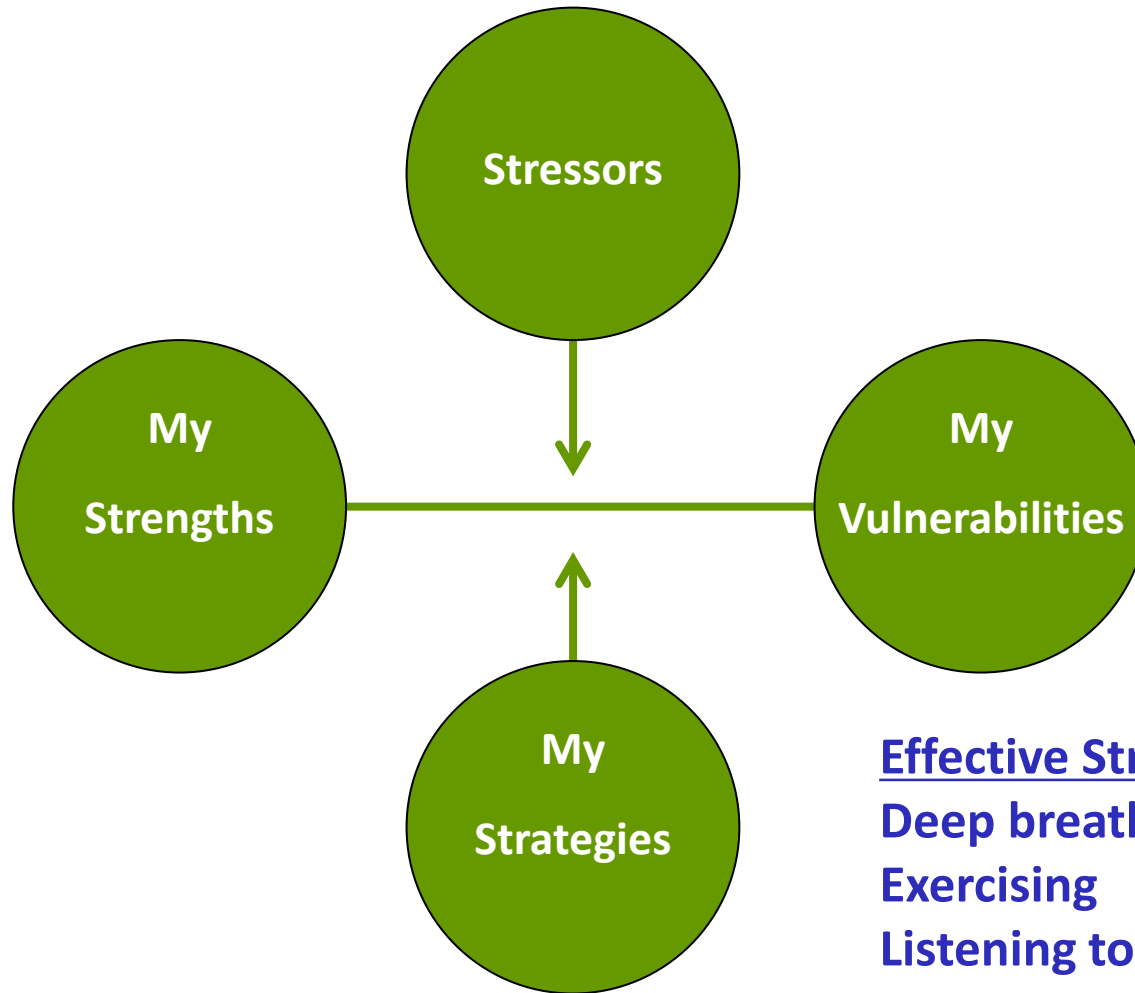 Stressors
My
Strengths
My
Vulnerabilities
My
Strategies
Effective
Deep
Exercising
Listening to